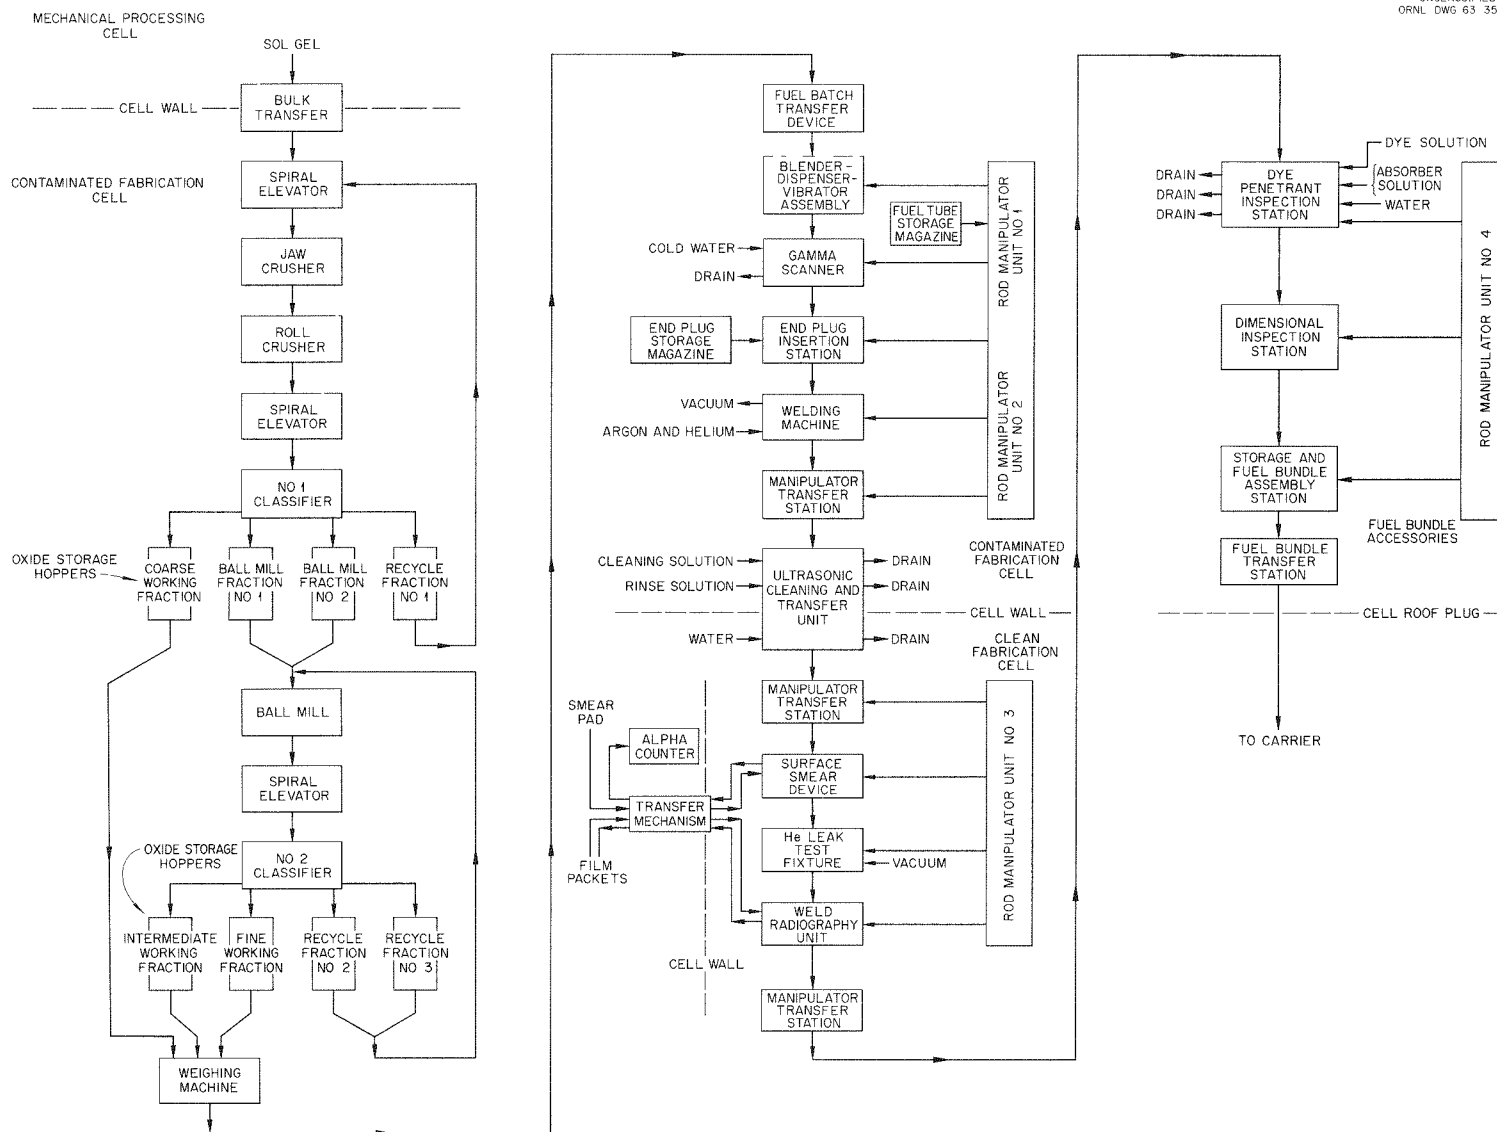 ORNL DWG 63 35
MECHANICAL PROCESSING
CELL
SOL GEL
CELL WALL
BULK
TRANSFER
CONTAMINATED FABRICATION
CELL
SPIRAL
ELEVATOR
JAW
CRUSHER
ROLL
CRUSHER
SPIRAL
ELEVATOR
NO 1
CLASSIFIER
OXIDE STORAGE
HOPPERS
COARSE
WORKING
FRACTION
BALL MILL
FRACTION
NO 1
BALL MILL
FRACTION
NO 2
RECYCLE
FRACTION
NO 1
BALL MILL
SPIRAL
ELEVATOR
OXIDE STORAGE
HOPPERS
NO 2
CLASSIFIER
INTERMEDIATE
WORKING
FRACTION
FINE
WORKING
FRACTION
RECYCLE
FRACTION
NO 2
RECYCLE
FRACTION
NO 3
WEIGHING
MACHINE
FUEL BATCH
TRANSFER
DEVICE
BLENDER-
DISPENSER-
VIBRATOR
ASSEMBLY
FUEL TUBE
STORAGE
MAGAZINE
ROD MANIPULATOR
UNIT NO 1
COLD WATER
DRAIN
GAMMA
SCANNER
END PLUG
STORAGE
MAGAZINE
END PLUG
INSERTION
STATION
VACUUM
ARGON AND HELIUM
WELDING
MACHINE
ROD MANIPULATOR
UNIT NO 2
MANIPULATOR
TRANSFER
STATION
CLEANING SOLUTION
RINSE SOLUTION
WATER
ULTRASONIC
CLEANING AND
TRANSFER
UNIT
DRAIN
DRAIN
DRAIN
CONTAMINATED
FABRICATION
CELL
CELL WALL
CLEAN
FABRICATION
CELL
MANIPULATOR
TRANSFER
STATION
SMEAR
PAD
ALPHA
COUNTER
SURFACE
SMEAR
DEVICE
TRANSFER
MECHANISM
FILM
PACKETS
He LEAK
TEST
FIXTURE
VACUUM
ROD MANIPULATOR UNIT NO 3
WELD
RADIOGRAPHY
UNIT
CELL WALL
MANIPULATOR
TRANSFER
STATION
DYE SOLUTION
ABSORBER
SOLUTION
WATER
DRAIN
DRAIN
DRAIN
DYE
PENETRANT
INSPECTION
STATION
ROD MANIPULATOR UNIT NO 4
DIMENSIONAL
INSPECTION
STATION
STORAGE AND
FUEL BUNDLE
ASSEMBLY
STATION
FUEL BUNDLE
ACCESSORIES
FUEL BUNDLE
TRANSFER
STATION
CELL ROOF PLUG
TO CARRIER